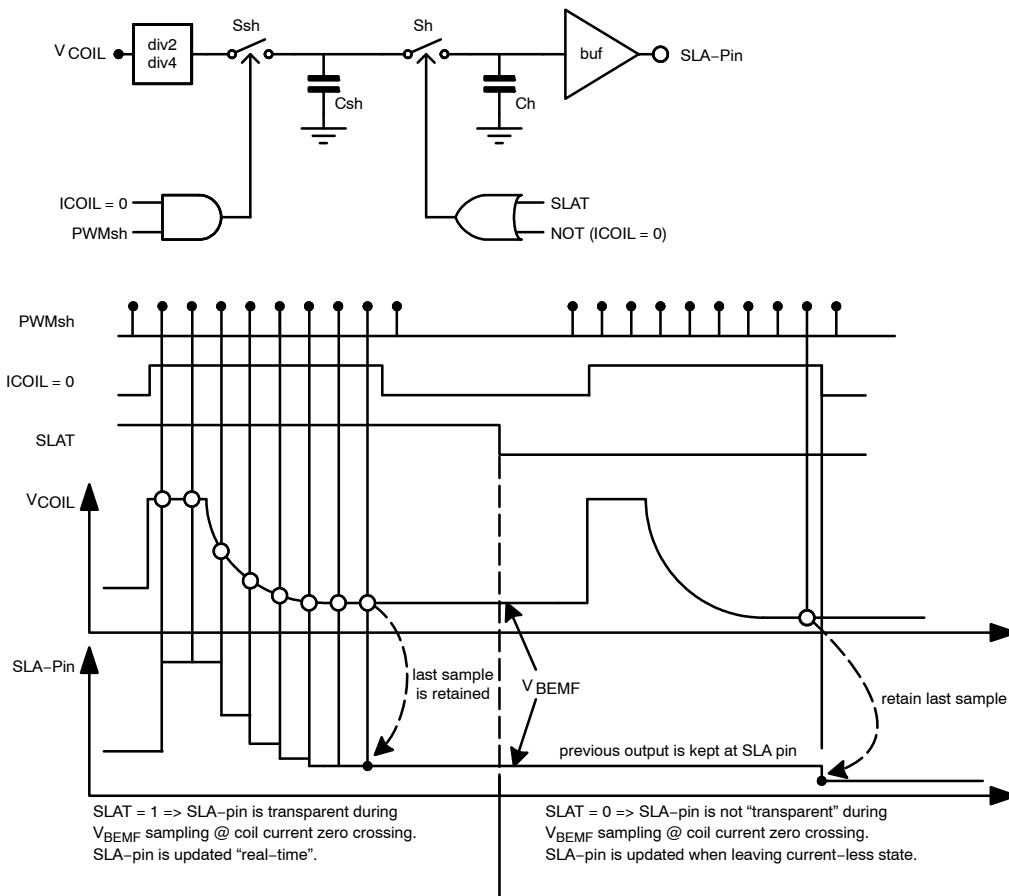 V COIL
div2
div4
Ssh
Csh
Sh
Ch
buf
SLA−Pin
ICOIL = 0
PWMsh
SLAT
NOT (ICOIL = 0)
PWMsh
ICOIL = 0
SLAT
VCOIL
SLA−Pin
last sample
is retained
VBEMF
retain last sample
previous output is kept at SLA pin
SLAT = 1 => SLA−pin is transparent during
VBEMF sampling @ coil current zero crossing.
SLA−pin is updated “real−time”.
SLAT = 0 => SLA−pin is not “transparent” during
VBEMF sampling @ coil current zero crossing.
SLA−pin is updated when leaving current−less state.